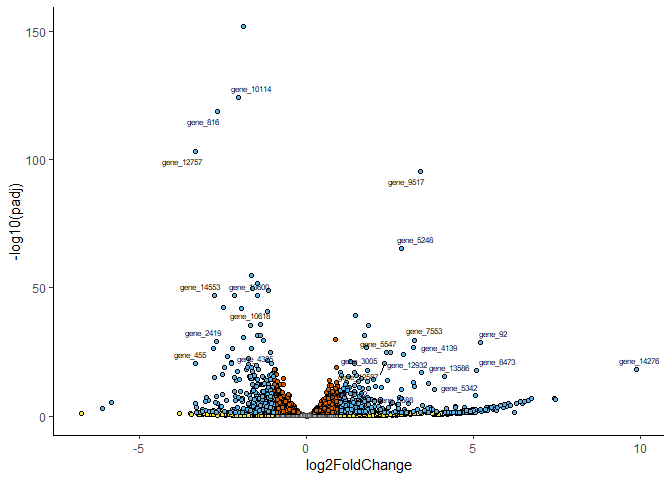 150
gene_10114
gene_816
100
gene_12757
gene_9517
gene_5248
-log10(padj)
50
gene_14553
gene_10618
gene_7553
gene_92
gene_2419
gene_5547
gene_4139
gene_455
gene_3005
gene_12932
gene_13586
gene_8473
gene_14276
gene_5342
0
-5
0
5
10
log2FoldChange